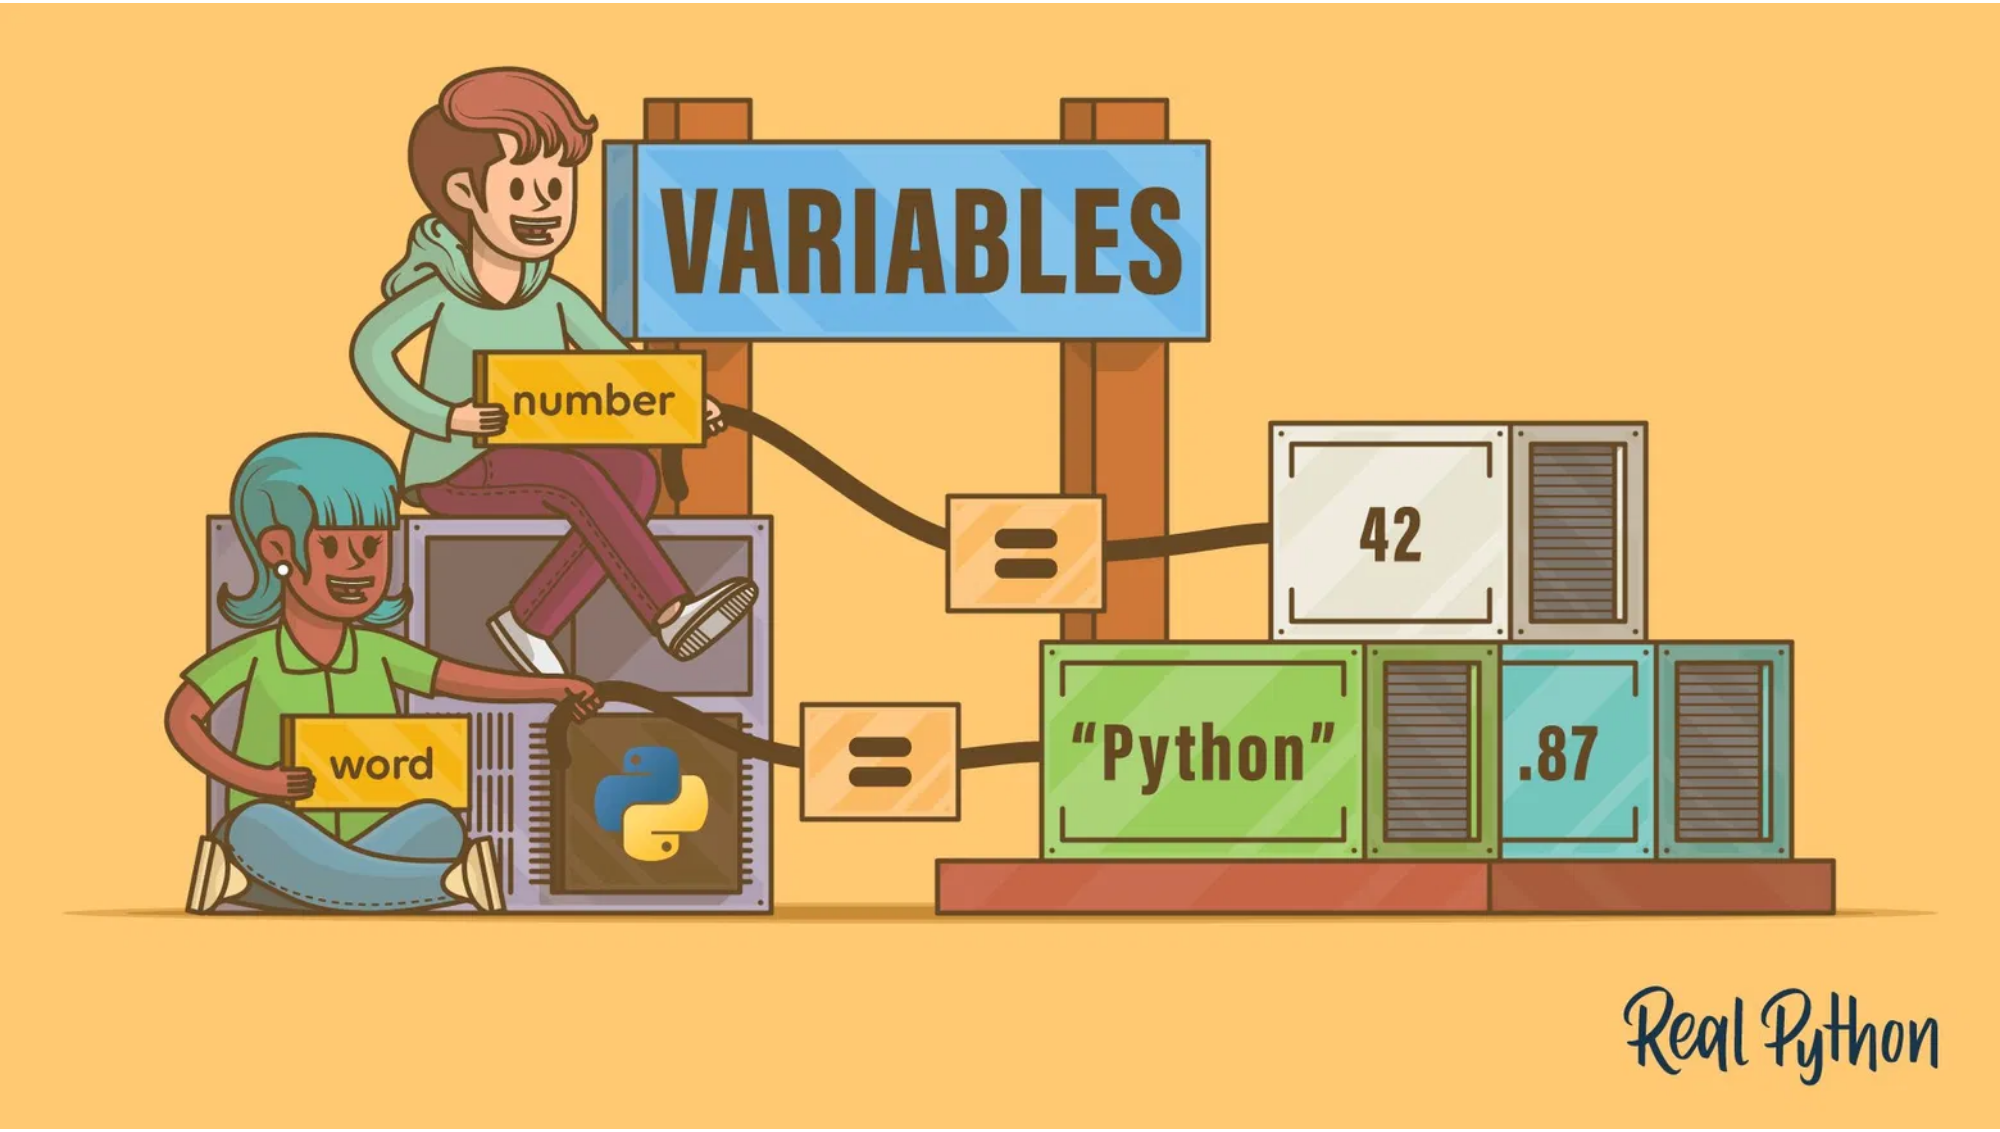 VARIABLES
number
=
42
word
=
“Python”
.87
Real Python